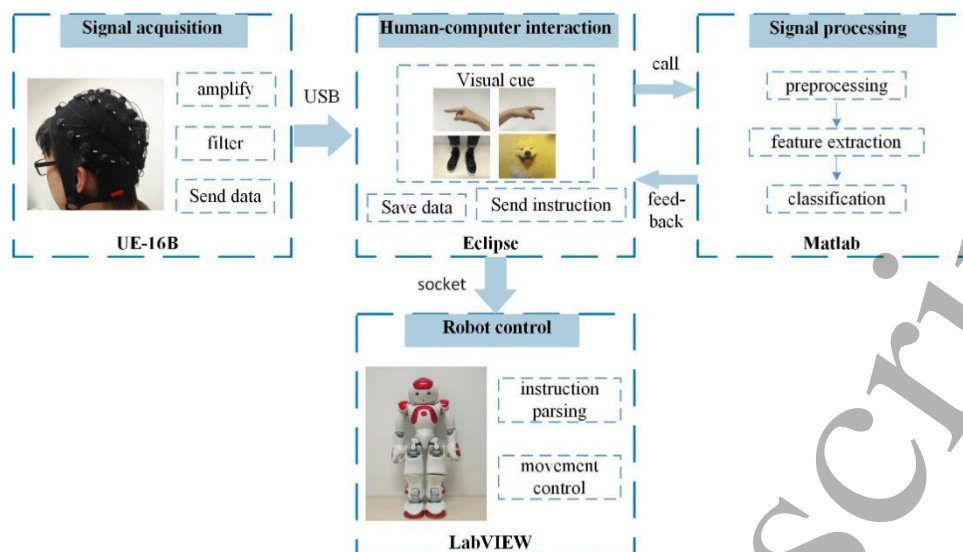 Signal acquisition
amplify
filter
Send data
UE-16B
USB
Human-computer interaction
Visual cue
Save data
Send instruction
Eclipse
call
feed-
back
Signal processing
preprocessing
feature extraction
classification
Matlab
socket
Robot control
instruction
parsing
movement
control
LabVIEW
scri